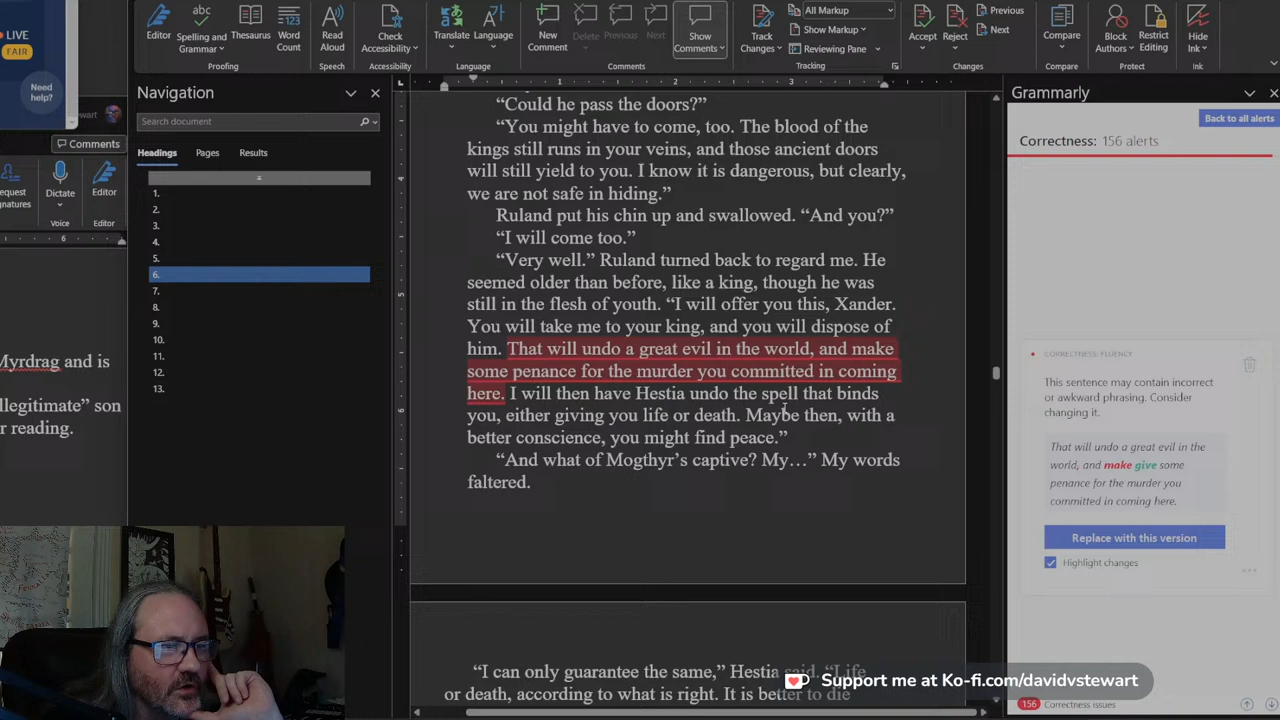 LIVE
FAIR
Need
help?
Editor
Spelling and
Grammar
Thesaurus
Word
Count
Proofing
Read
Aloud
Speech
Check
Accessibility
Accessibility
Translate
Language
Language
New
Comment
Delete
Previous
Next
Show
Comments
Comments
Track
Changes
All Markup
Show Markup
Reviewing Pane
Tracking
Accept
Reject
Previous
Next
Changes
Compare
Compare
Block
Authors
Restrict
Editing
Protect
Hide
Ink
Ink
Comments
Dictate
Voice
Editor
Editor
6
Myrdrag and is
llegitimate” son
or reading.
Navigation
Search document
Headings Pages Results
1.
2.
3.
4.
5.
6.
7.
8.
9.
10.
11.
12.
13.
1 2 3
4
5
6
“Could he pass the doors?”
“You might have to come, too. The blood of the
kings still runs in your veins, and those ancient doors
will still yield to you. I know it is dangerous, but clearly,
we are not safe in hiding.”
Ruland put his chin up and swallowed. “And you?”
“I will come too.”
“Very well.” Ruland turned back to regard me. He
seemed older than before, like a king, though he was
still in the flesh of youth. “I will offer you this, Xander.
You will take me to your king, and you will dispose of
him. That will undo a great evil in the world, and make
some penance for the murder you committed in coming
here. I will then have Hestia undo the spell that binds
you, either giving you life or death. Maybe then, with a
better conscience, you might find peace.”
“And what of Mogthyr’s captive? My…” My words
faltered.
“I can only guarantee the same,” Hestia said. “Life
or death, according to what is right. It is better to die
Grammarly
Back to all alerts
Correctness: 156 alerts
CORRECTNESS: FLUENCY
This sentence may contain incorrect
or awkward phrasing. Consider
changing it.
That will undo a great evil in the
world, and make give some
penance for the murder you
committed in coming here.
Replace with this version
Highlight changes
Support me at Ko-fi.com/davidvstewart
156 Correctness issues